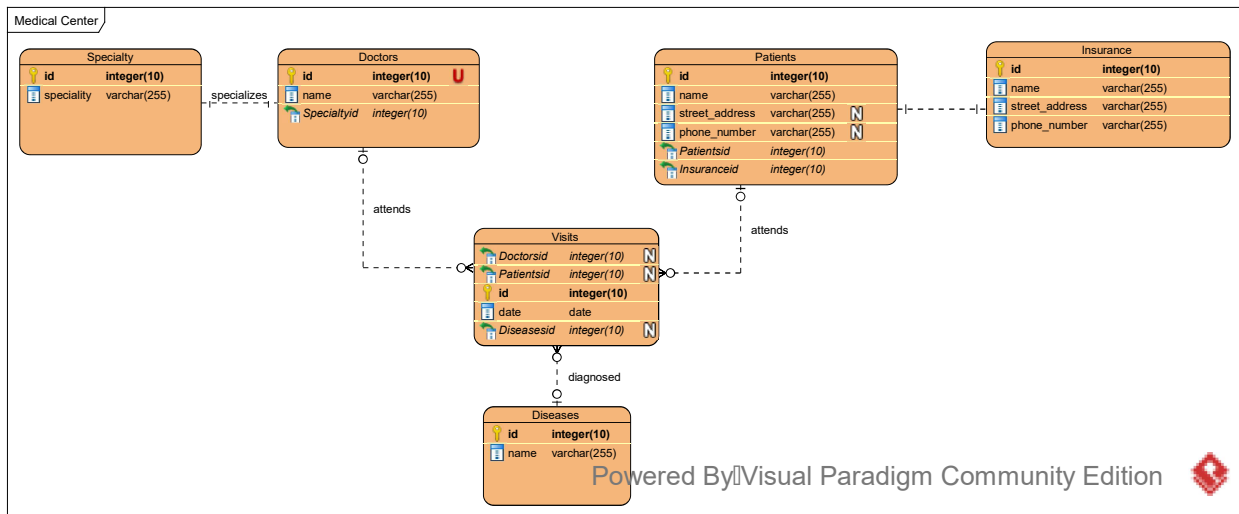 Medical Center
Specialty
id integer(10)
speciality varchar(255)
specializes
Doctors
id integer(10) U
name varchar(255)
Specialtyid integer(10)
Patients
id integer(10)
name varchar(255)
street_address varchar(255) N
phone_number varchar(255) N
Patientsid integer(10)
Insuranceid integer(10)
Insurance
id integer(10)
name varchar(255)
street_address varchar(255)
phone_number varchar(255)
attends
attends
Visits
Doctorsid integer(10) N
Patientsid integer(10) N
id integer(10)
date date
Diseasesid integer(10) N
diagnosed
Diseases
id integer(10)
name varchar(255)
Powered By Visual Paradigm Community Edition